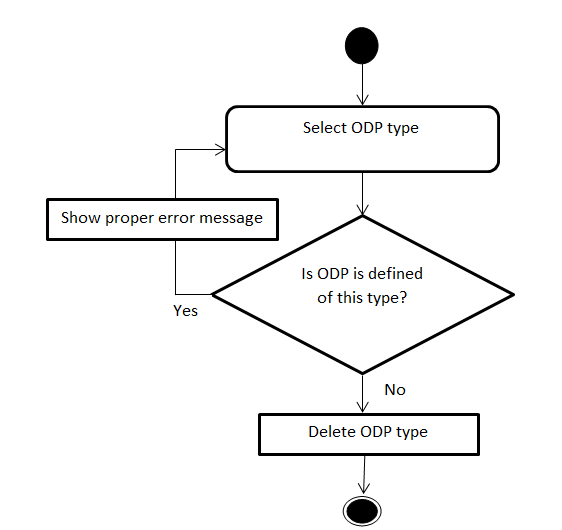 Select ODP type
Show proper error message
Is ODP is defined
of this type?
Yes
No
Delete ODP type